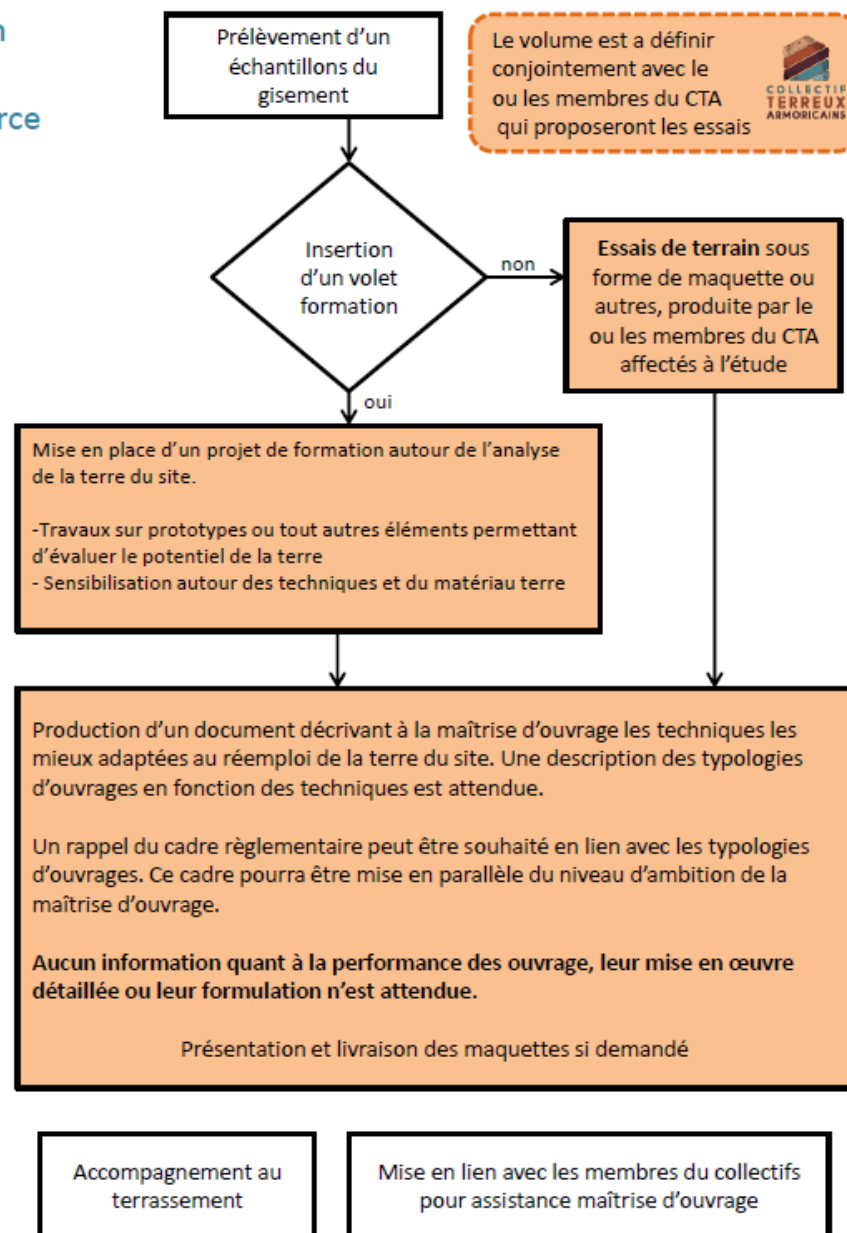 n
rce
Prélèvement d’un
échantillons du
gisement
Le volume est a définir
conjointement avec le
ou les membres du CTA
qui proposeront les essais
COLLECTIF
TERREUX
ARMORICAINS
Insertion
d’un volet
formation
non
Essais de terrain sous
forme de maquette ou
autres, produite par le
ou les membres du CTA
affectés à l’étude
oui
Mise en place d’un projet de formation autour de l’analyse
de la terre du site.
-Travaux sur prototypes ou tout autres éléments permettant
d’évaluer le potentiel de la terre
- Sensibilisation autour des techniques et du matériau terre
Production d’un document décrivant à la maîtrise d’ouvrage les techniques les
mieux adaptées au réemploi de la terre du site. Une description des typologies
d’ouvrages en fonction des techniques est attendue.
Un rappel du cadre règlementaire peut être souhaité en lien avec les typologies
d’ouvrages. Ce cadre pourra être mise en parallèle du niveau d’ambition de la
maîtrise d’ouvrage.
Aucun information quant à la performance des ouvrage, leur mise en œuvre
détaillée ou leur formulation n’est attendue.
Présentation et livraison des maquettes si demandé
Accompagnement au
terrassement
Mise en lien avec les membres du collectifs
pour assistance maîtrise d’ouvrage